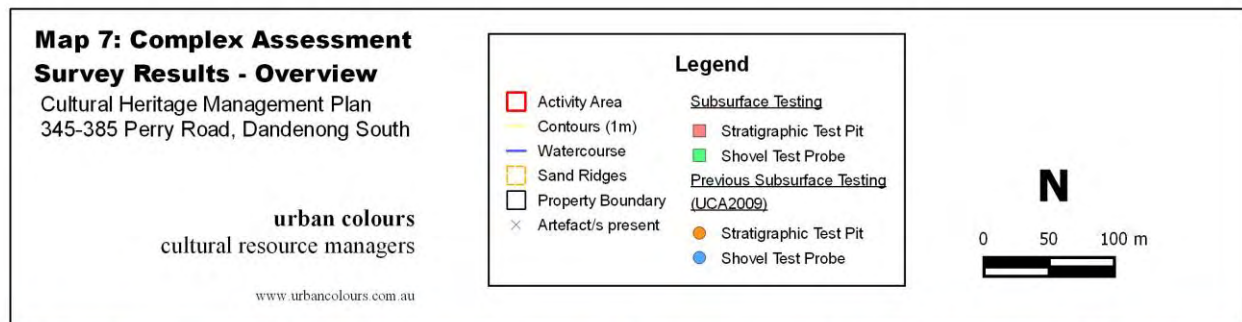 Map 7: Complex Assessment
Survey Results - Overview
Cultural Heritage Management Plan
345-385 Perry Road, Dandenong South
urban colours
cultural resource managers
www.urbancolours.com.au
Legend
Activity Area
Contours (1m)
Watercourse
Sand Ridges
Property Boundary
Artefact/s present
Subsurface Testing
Stratigraphic Test Pit
Shovel Test Probe
Previous Subsurface Testing
(UCA2009)
Stratigraphic Test Pit
Shovel Test Probe
N
0 50 100 m